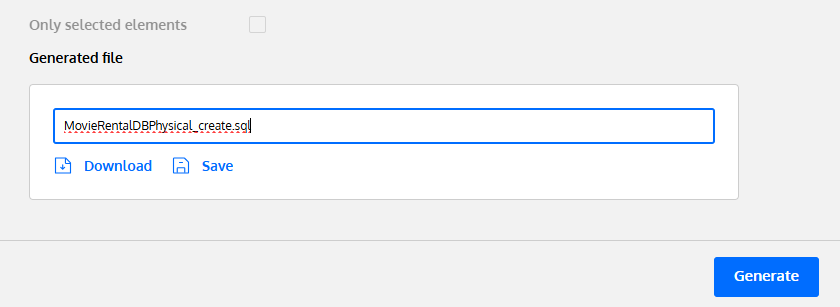 Only selected elements
Generated file
MovieRentalDBPhysical_create.sql
Download Save
Generate